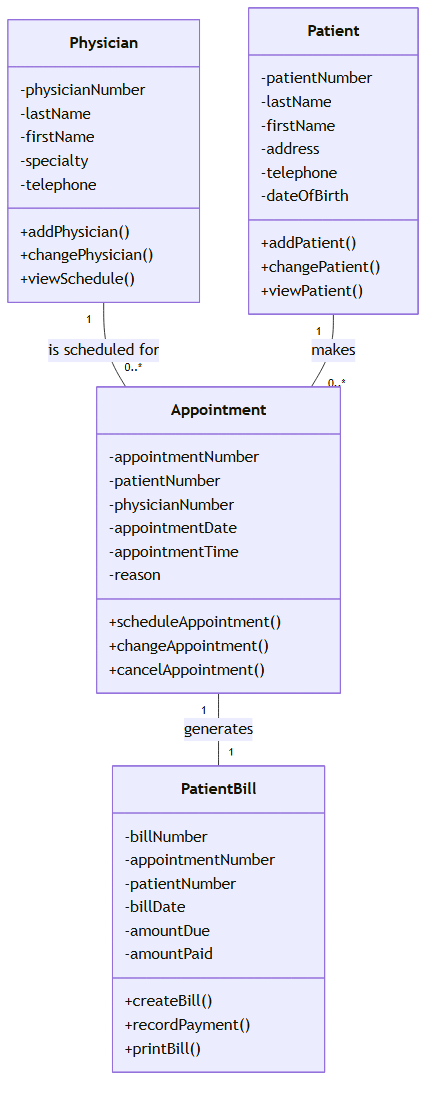 Physician
-physicianNumber
-lastName
-firstName
-specialty
-telephone
+addPhysician()
+changePhysician()
+viewSchedule()
Patient
-patientNumber
-lastName
-firstName
-address
-telephone
-dateOfBirth
+addPatient()
+changePatient()
+viewPatient()
1
is scheduled for
0..*
1
makes
0..*
Appointment
-appointmentNumber
-patientNumber
-physicianNumber
-appointmentDate
-appointmentTime
-reason
+scheduleAppointment()
+changeAppointment()
+cancelAppointment()
1
generates
1
PatientBill
-billNumber
-appointmentNumber
-patientNumber
-billDate
-amountDue
-amountPaid
+createBill()
+recordPayment()
+printBill()